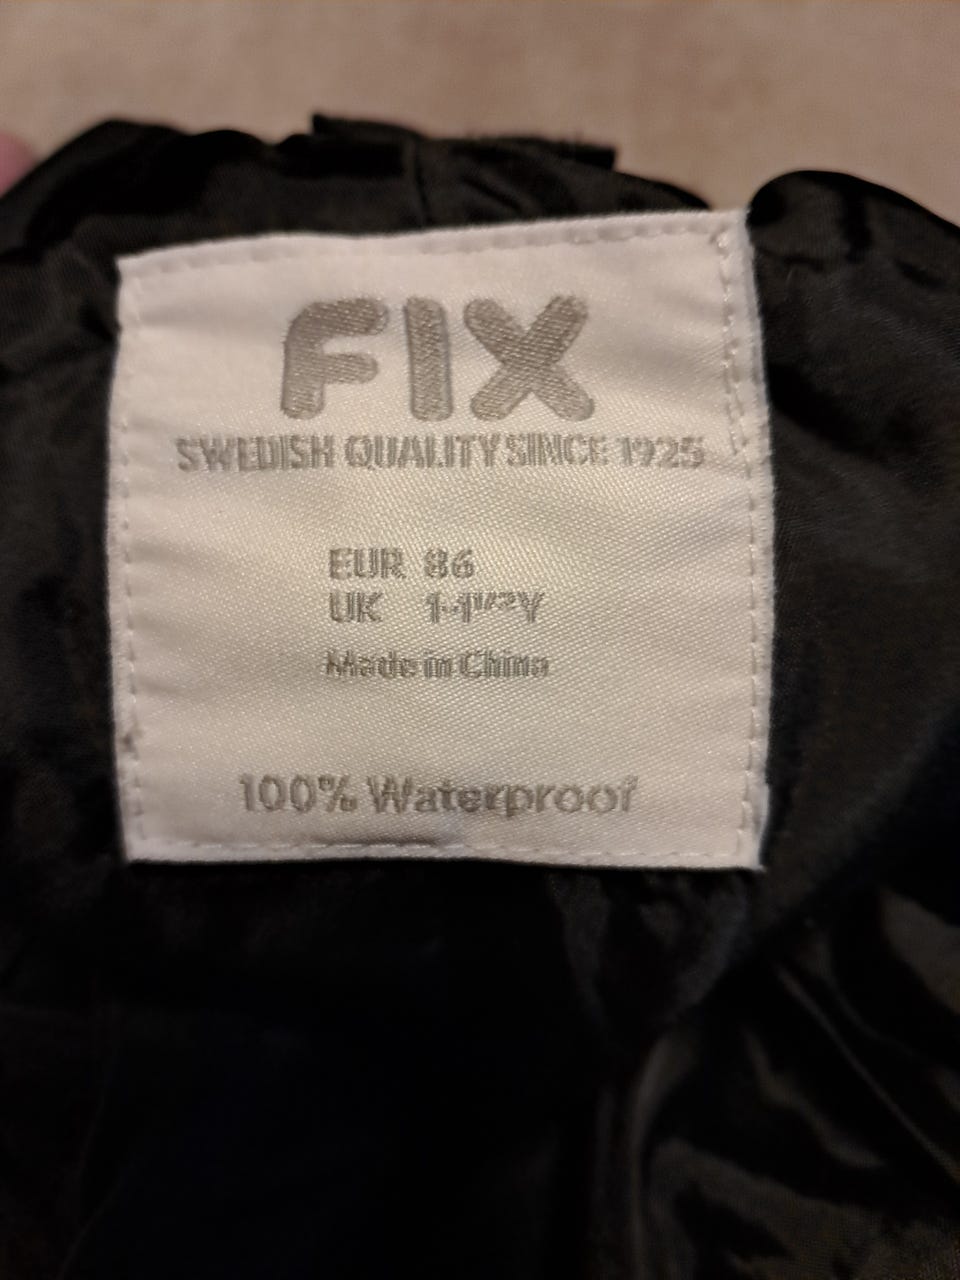 FIX
SWEDISH QUALITY SINCE 1925
EUR 86
UK 1-1½Y
Made in China
100% Waterproof